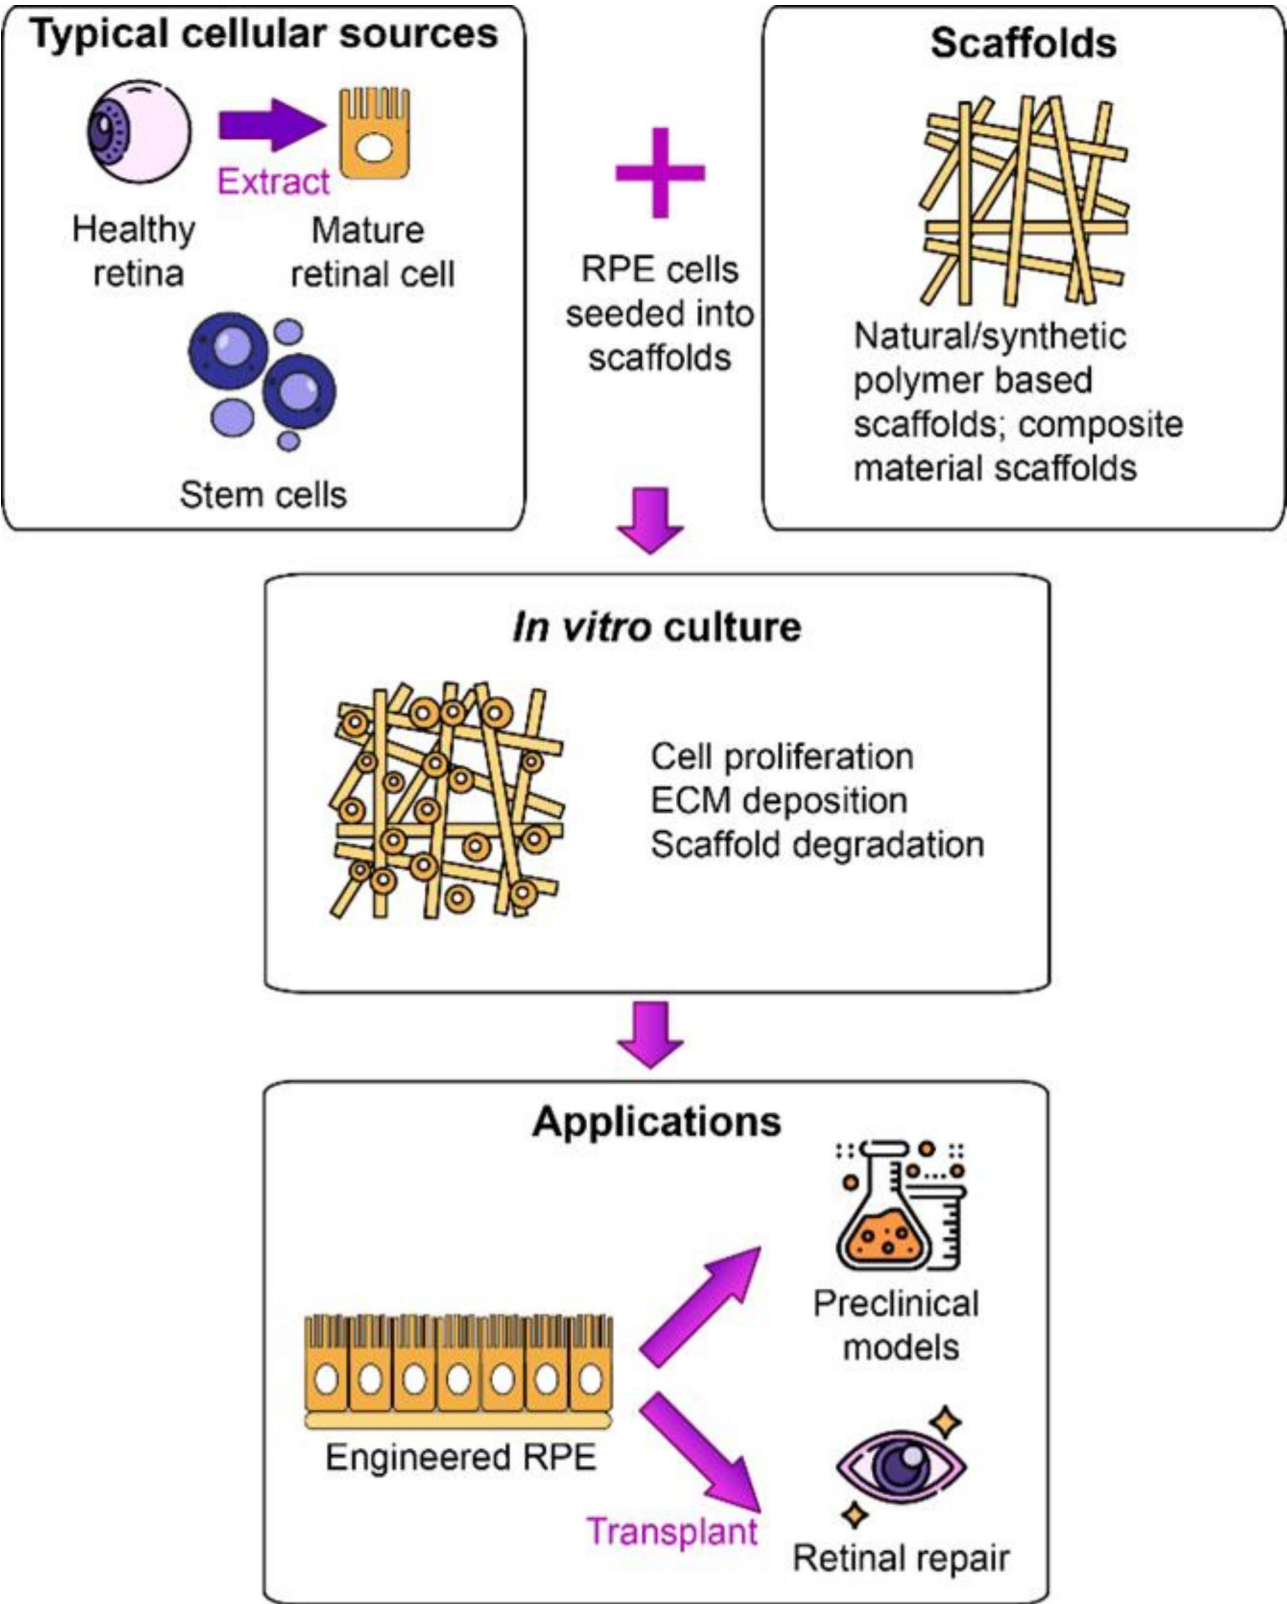 Typical cellular sources
Extract
Healthy
retina
Mature
retinal cell
Stem cells
RPE cells
seeded into
scaffolds
Scaffolds
Natural/synthetic
polymer based
scaffolds; composite
material scaffolds
In vitro culture
Cell proliferation
ECM deposition
Scaffold degradation
Applications
Engineered RPE
Preclinical
models
Transplant
Retinal repair